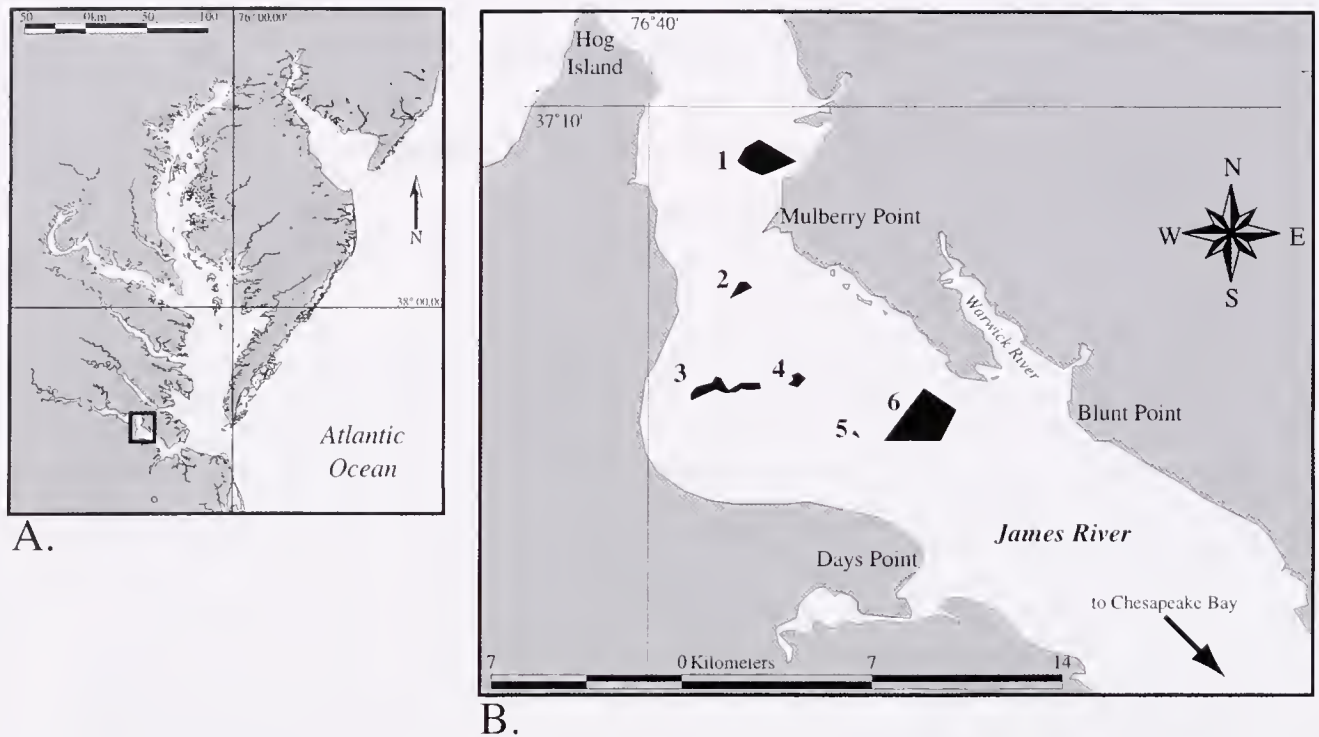 50 0km 50 100
76°00.00'
N
38°00.00'
Atlantic
Ocean
A.
76°40'
Hog
Island
37°10'
1
N
Mulberry Point
W E
2
S
Warwick River
3
4
6
Blunt Point
5
James River
Days Point
to Chesapeake Bay
7 0 Kilometers 7 14
B.